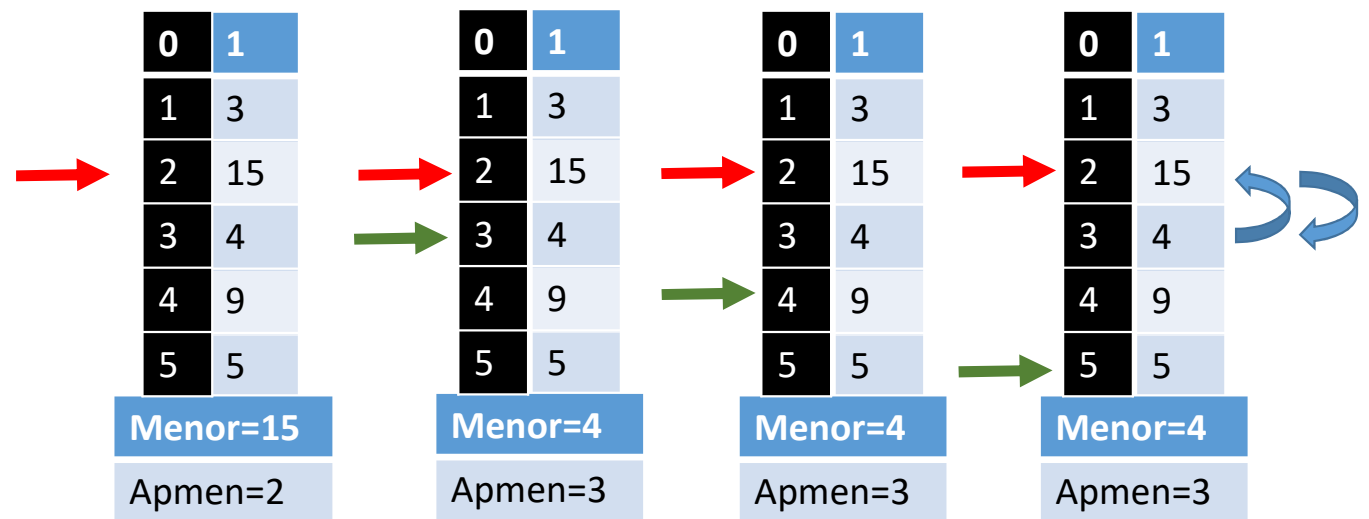 0 1 0 1 0 1 0 1
1 3 1 3 1 3 1 3
2 15 2 15 2 15 2 15
3 4 3 4 3 4 3 4
4 9 4 9 4 9 4 9
5 5 5 5 5 5 5 5
Menor=15 Menor=4 Menor=4 Menor=4
Apmen=2 Apmen=3 Apmen=3 Apmen=3